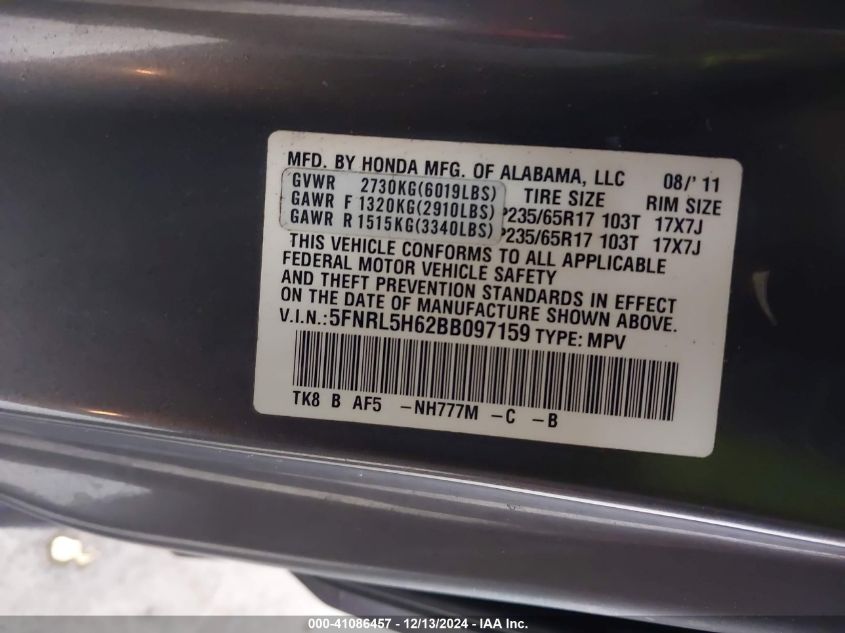 MFD. BY HONDA MFG. OF ALABAMA, LLC 08/'11
GVWR 2730KG(6019LBS) TIRE SIZE RIM SIZE
GAWR F 1320KG(2910LBS) P235/65R17 103T 17X7J
GAWR R 1515KG(3340LBS) P235/65R17 103T 17X7J
THIS VEHICLE CONFORMS TO ALL APPLICABLE
FEDERAL MOTOR VEHICLE SAFETY
AND THEFT PREVENTION STANDARDS IN EFFECT
ON THE DATE OF MANUFACTURE SHOWN ABOVE.
V.I.N.:5FNRL5H62BB097159 TYPE: MPV
TK8 B AF5 -NH777M -C -B
000-41086457 - 12/13/2024 - IAA Inc.